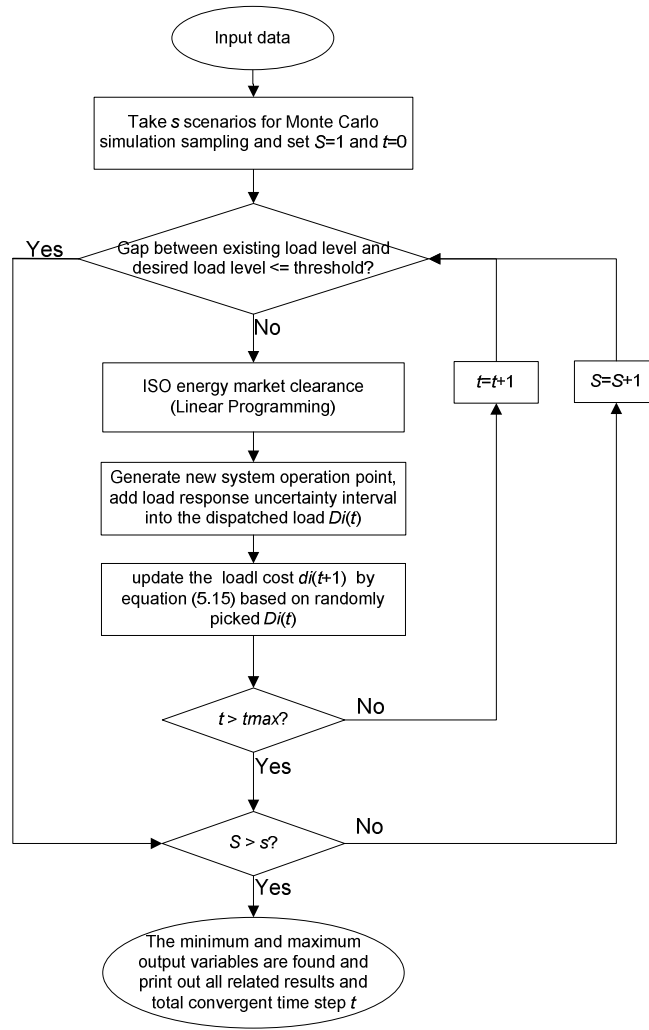 Input data
Take s scenarios for Monte Carlo
simulation sampling and set S=1 and t=0
Yes
Gap between existing load level and
desired load level <= threshold?
No
ISO energy market clearance
(Linear Programming)
t=t+1
S=S+1
Generate new system operation point,
add load response uncertainty interval
into the dispatched load Di(t)
update the loadl cost di(t+1) by
equation (5.15) based on randomly
picked Di(t)
t > tmax?
No
Yes
S > s?
No
Yes
The minimum and maximum
output variables are found and
print out all related results and
total convergent time step t